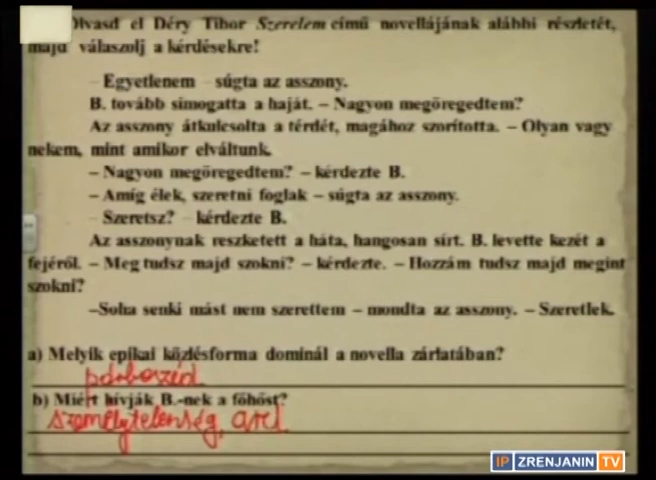 Olvasd el Déry Tibor Szerelem című novellájának alábbi részletét,
majd válaszolj a kérdésekre!
– Egyetlenem – súgta az asszony.
B. tovább simogatta a haját. – Nagyon megöregedtem?
Az asszony átkulcsolta a térdét, magához szorította. – Olyan vagy
nekem, mint amikor elváltunk.
– Nagyon megöregedtem? – kérdezte B.
– Amíg élek, szeretni foglak – súgta az asszony.
– Szeretsz? – kérdezte B.
Az asszonynak reszketett a háta, hangosan sírt. B. levette kezét a
fejéről. – Meg tudsz majd szokni? – kérdezte. – Hozzám tudsz majd megint
szokni?
–Soha senki mást nem szerettem – mondta az asszony. – Szeretlek.
a) Melyik epikai közlésforma dominál a novella zárlatában?
párbeszéd
b) Miért hívják B.-nek a főhőst?
személytelenség,
IP ZRENJANIN TV